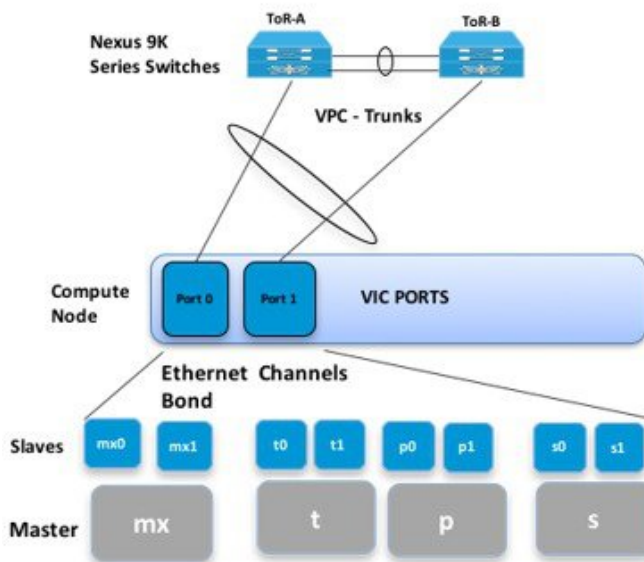 ToR-A
ToR-B
Nexus 9K
Series Switches
VPC - Trunks
Compute
Node
Port 0
Port 1
VIC PORTS
Ethernet Channels
Bond
Slaves
mx0
mx1
t0
t1
p0
p1
s0
s1
Master
mx
t
p
s